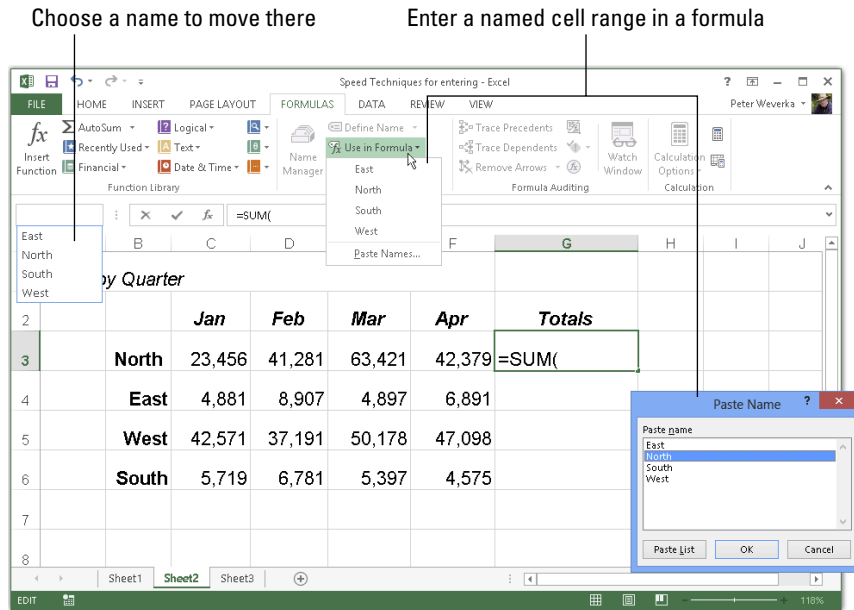 Choose a name to move there
Enter a named cell range in a formula
Speed Techniques for entering - Excel
?
FILE HOME INSERT PAGE LAYOUT FORMULAS DATA REVIEW VIEW Peter Weverka
fx
Insert
Function
AutoSum
Recently Used
Financial
Logical
Text
Date & Time
Function Library
Name
Manager
Define Name
Use in Formula
East
North
South
West
Paste Names...
Trace Precedents
Trace Dependents
Remove Arrows
Formula Auditing
Watch
Window
Calculation
Options
Calculation
fx =SUM(
East
North
South
West
B C D F G H I J
by Quarter
2 Jan Feb Mar Apr Totals
3 North 23,456 41,281 63,421 42,379 =SUM(
4 East 4,881 8,907 4,897 6,891
5 West 42,571 37,191 50,178 47,098
6 South 5,719 6,781 5,397 4,575
7
8
Paste Name ?
Paste name
East
North
South
West
Paste List OK Cancel
Sheet1 Sheet2 Sheet3
EDIT 118%